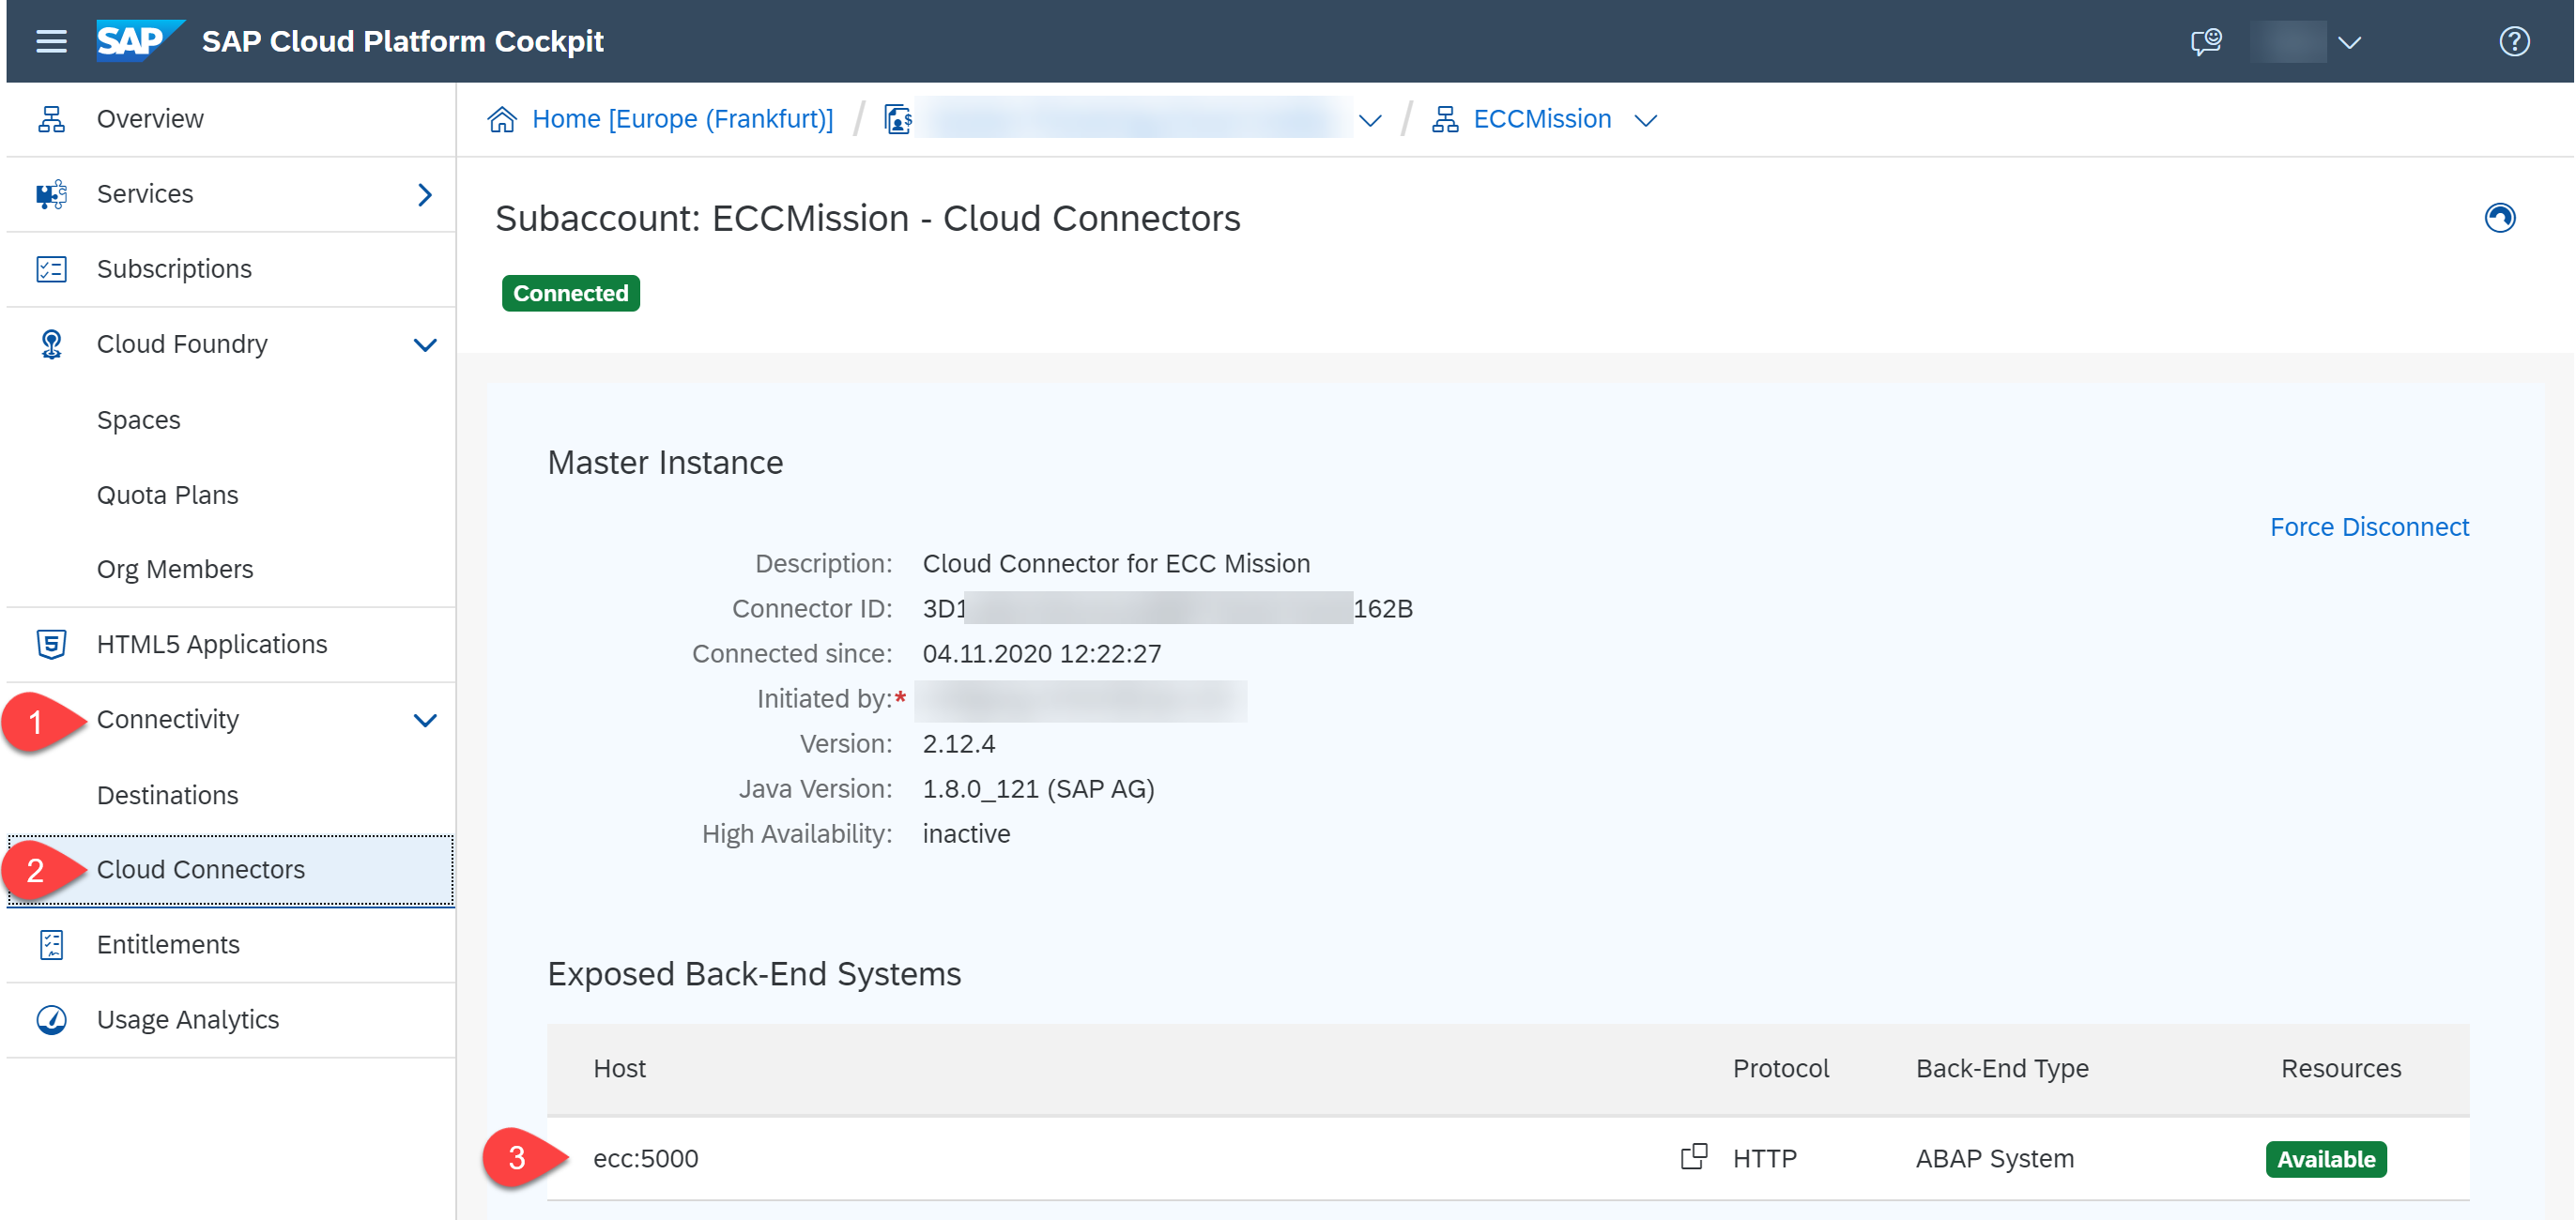 SAP SAP Cloud Platform Cockpit
Overview
Services
Subscriptions
Cloud Foundry
Spaces
Quota Plans
Org Members
HTML5 Applications
1 Connectivity
Destinations
2 Cloud Connectors
Entitlements
Usage Analytics
Home [Europe (Frankfurt)] / / ECCMission
Subaccount: ECCMission - Cloud Connectors
Connected
Master Instance
Force Disconnect
Description: Cloud Connector for ECC Mission
Connector ID: 3D1 162B
Connected since: 04.11.2020 12:22:27
Initiated by:*
Version: 2.12.4
Java Version: 1.8.0_121 (SAP AG)
High Availability: inactive
Exposed Back-End Systems
Host Protocol Back-End Type Resources
3 ecc:5000 HTTP ABAP System Available